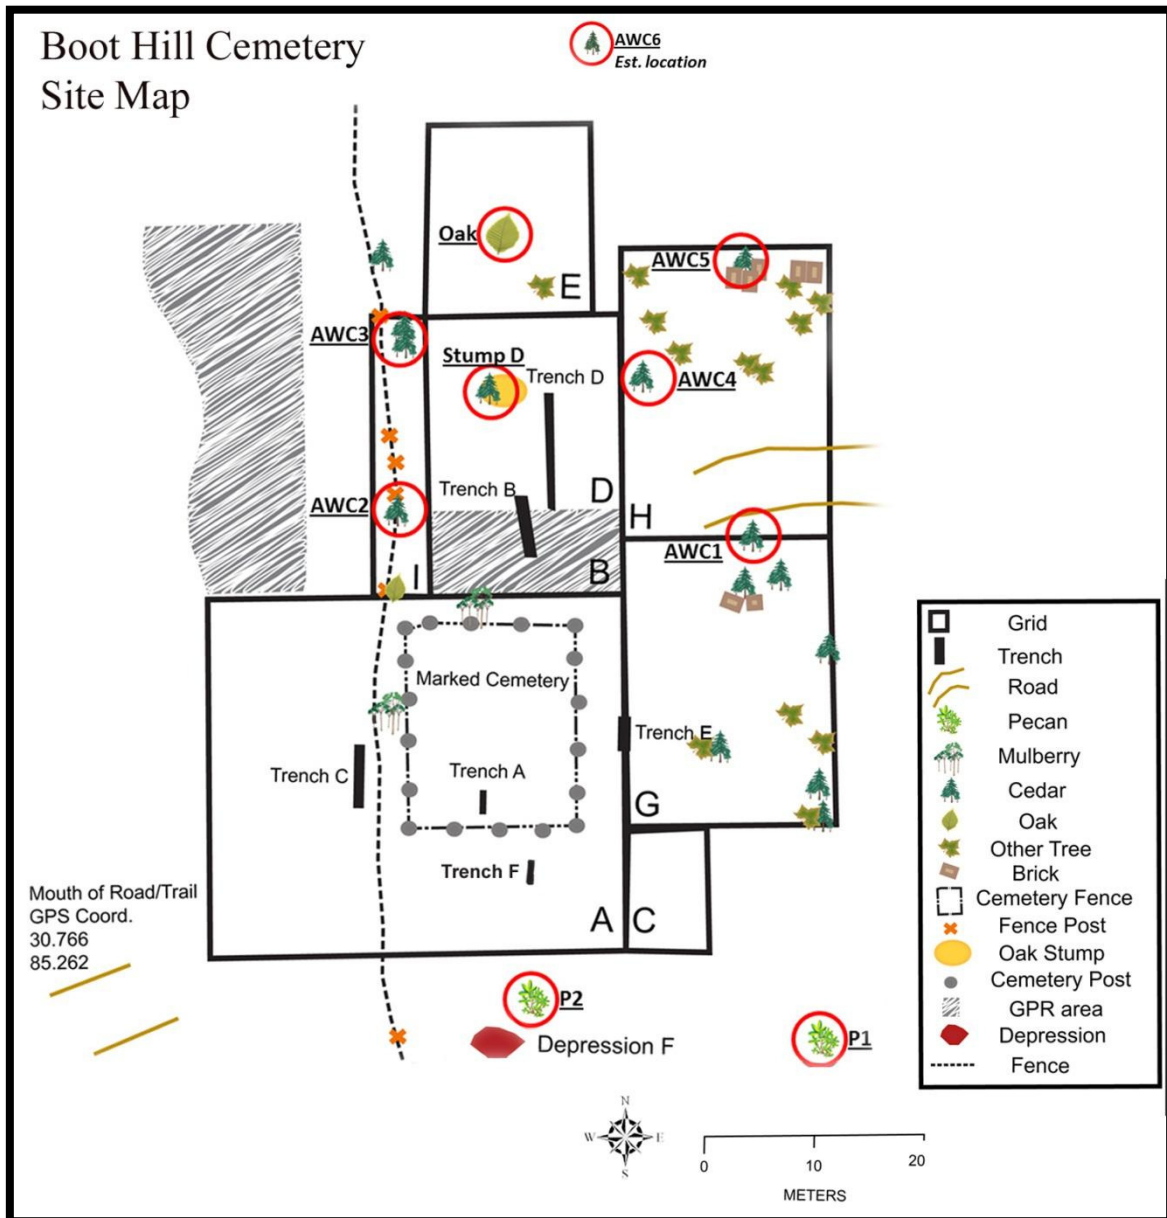 Boot Hill Cemetery
Site Map
AWC6
Est. location
Oak
E
AWC5
AWC3
Stump D
Trench D
AWC4
Trench B
D
AWC2
H
AWC1
I
B
Marked Cemetery
Trench E
Trench C
Trench A
G
Trench F
A
C
Mouth of Road/Trail
GPS Coord.
30.766
85.262
P2
Depression F
P1
Grid
Trench
Road
Pecan
Mulberry
Cedar
Oak
Other Tree
Brick
Cemetery Fence
Fence Post
Oak Stump
Cemetery Post
GPR area
Depression
Fence
N
W E
S
0 10 20
METERS